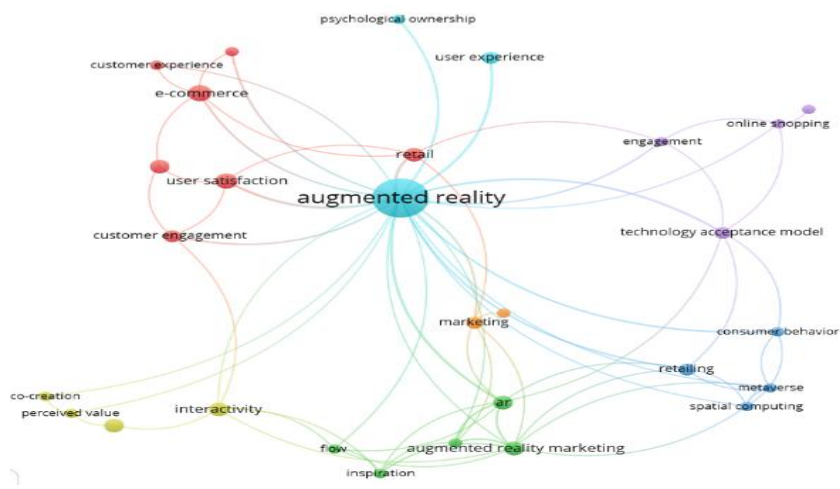 psychological ownership
user experience
customer experience
e-commerce
online shopping
engagement
retail
user satisfaction
augmented reality
customer engagement
technology acceptance model
marketing
consumer behavior
retailing
metaverse
co-creation
spatial computing
ar
perceived value
interactivity
flow
augmented reality marketing
inspiration